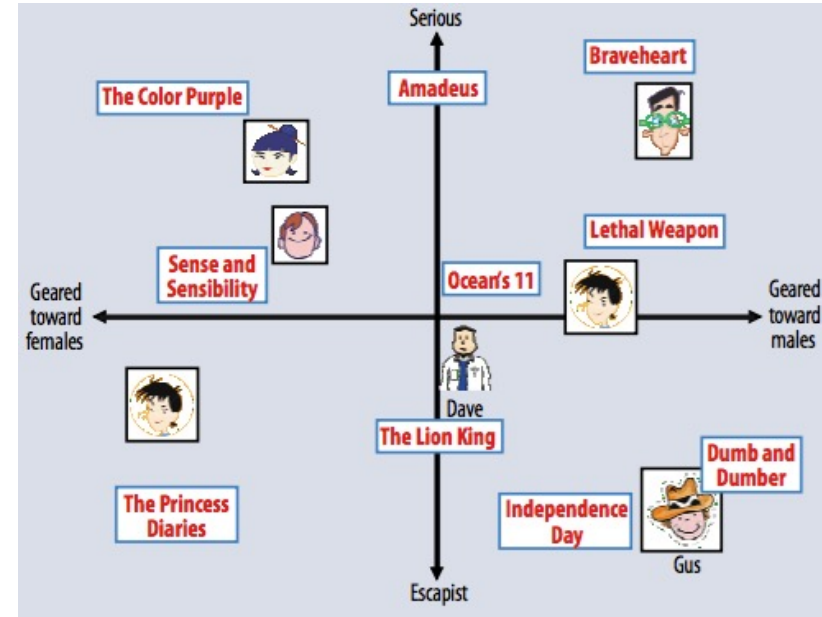 Serious
Braveheart
The Color Purple
Amadeus
Lethal Weapon
Sense and
Sensibility
Ocean's 11
Geared
toward
females
Geared
toward
males
Dave
The Lion King
Dumb and
Dumber
The Princess
Diaries
Independence
Day
Gus
Escapist